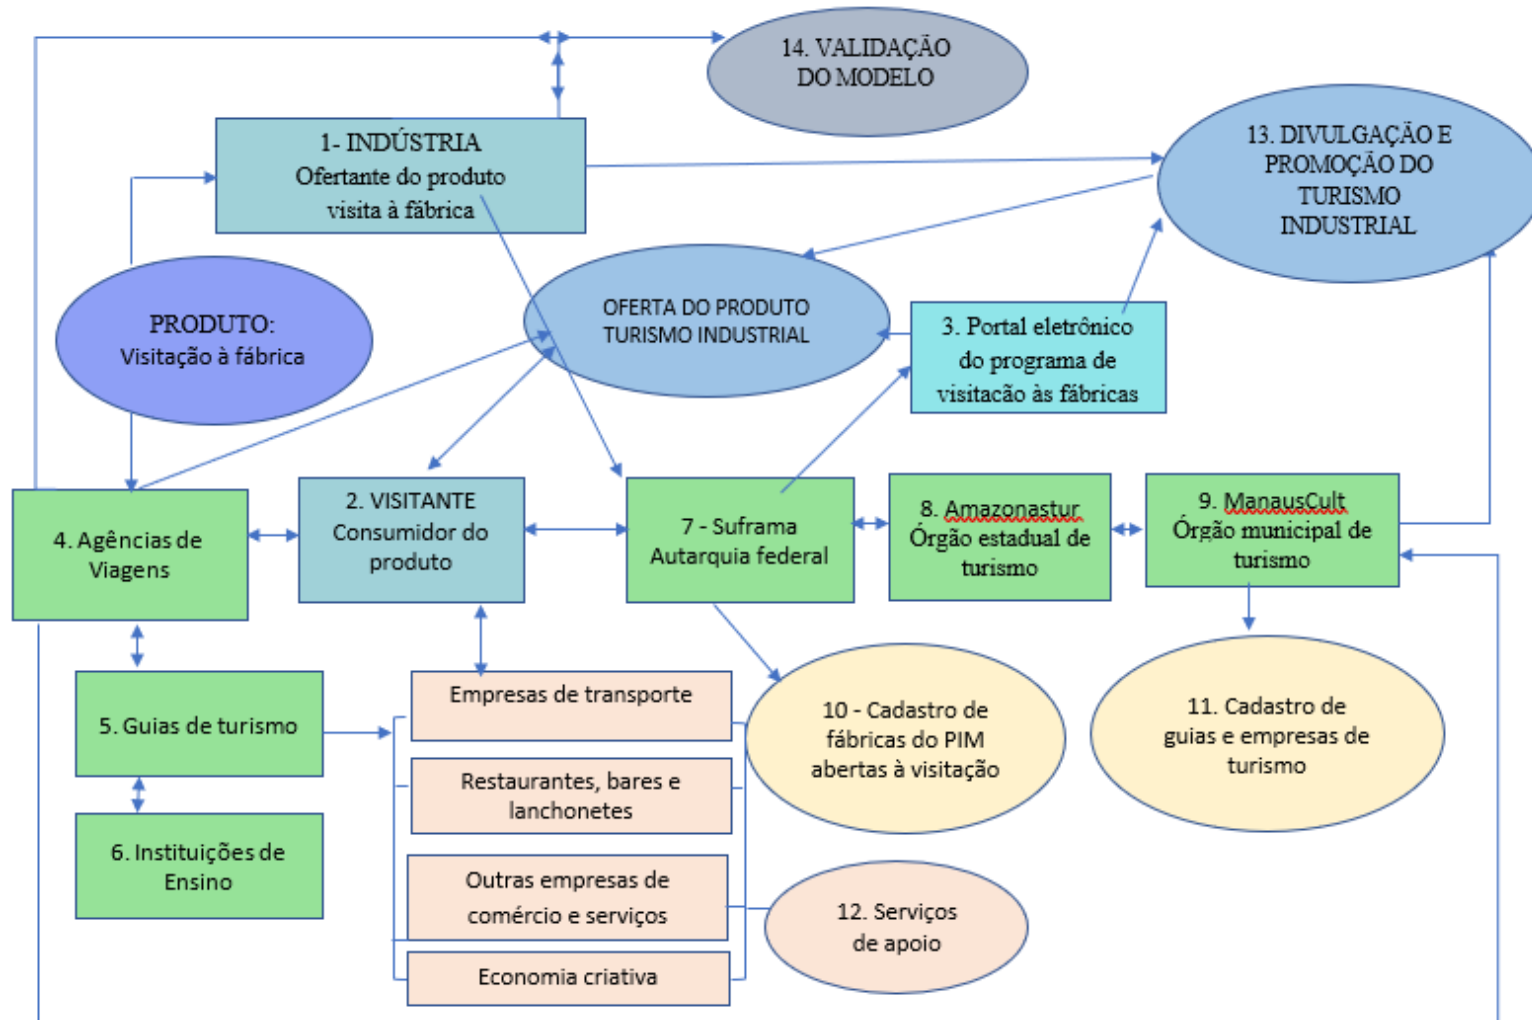 14. VALIDAÇÃO
DO MODELO
1- INDÚSTRIA
Ofertante do produto
visita à fábrica
13. DIVULGAÇÃO E
PROMOÇÃO DO
TURISMO
INDUSTRIAL
PRODUTO:
Visitação à fábrica
OFERTA DO PRODUTO
TURISMO INDUSTRIAL
3. Portal eletrônico
do programa de
visitacão às fábricas
4. Agências de
Viagens
2. VISITANTE
Consumidor do
produto
7 - Suframa
Autarquia federal
8. Amazonastur
Órgão estadual de
turismo
9. ManausCult
Órgão municipal de
turismo
5. Guias de turismo
6. Instituições de
Ensino
Empresas de transporte
Restaurantes, bares e
lanchonetes
Outras empresas de
comércio e serviços
Economia criativa
10 - Cadastro de
fábricas do PIM
abertas à visitação
11. Cadastro de
guias e empresas de
turismo
12. Serviços
de apoio